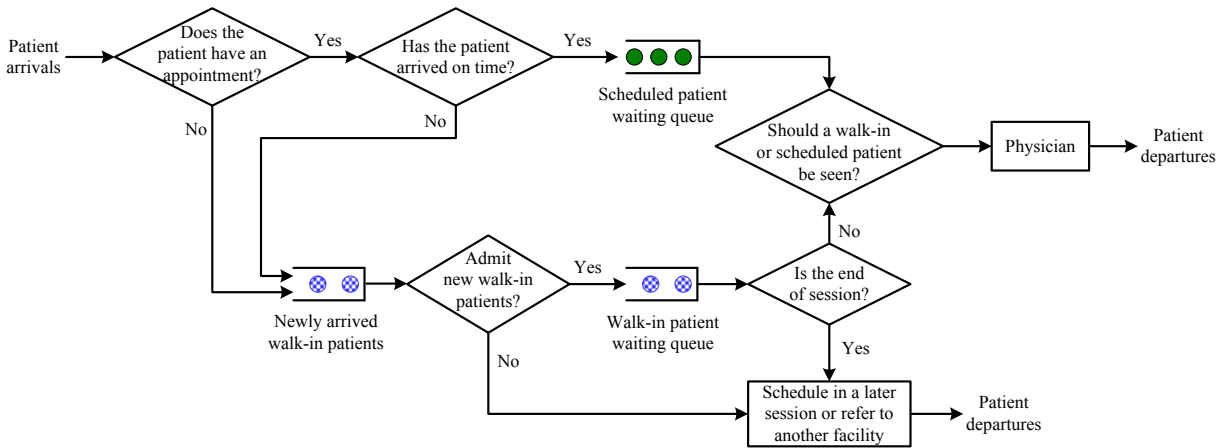 Patient
arrivals
Does the
patient have an
appointment?
Yes
No
Has the patient
arrived on time?
Yes
No
Scheduled patient
waiting queue
Should a walk-in
or scheduled patient
be seen?
Physician
Patient
departures
Newly arrived
walk-in patients
Admit
new walk-in
patients?
Yes
No
Walk-in patient
waiting queue
Is the end
of session?
No
Yes
Schedule in a later
session or refer to
another facility
Patient
departures